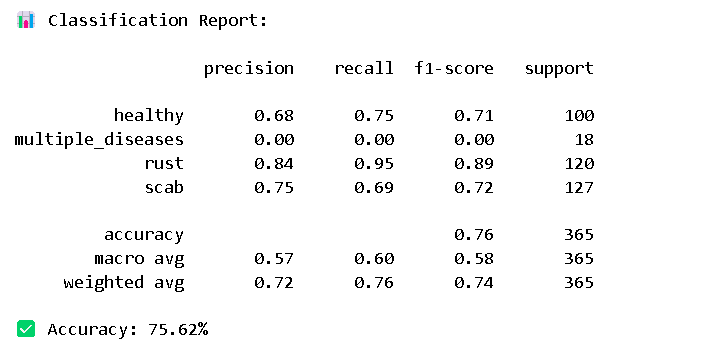 📊 Classification Report:
precision recall f1-score support
healthy 0.68 0.75 0.71 100
multiple_diseases 0.00 0.00 0.00 18
rust 0.84 0.95 0.89 120
scab 0.75 0.69 0.72 127
accuracy 0.76 365
macro avg 0.57 0.60 0.58 365
weighted avg 0.72 0.76 0.74 365
✅ Accuracy: 75.62%